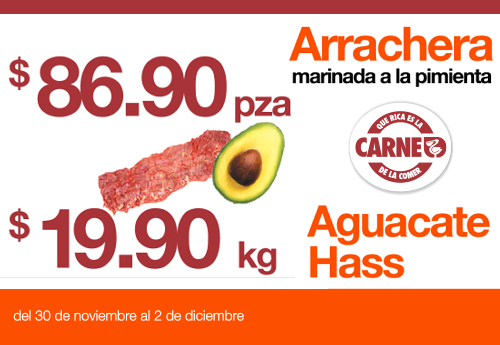 Arrachera
marinada a la pimienta
$86.90 pza
QUE RICA ES LA
CARNE
DE LA COMER
$19.90 kg
Aguacate
Hass
del 30 de noviembre al 2 de diciembre